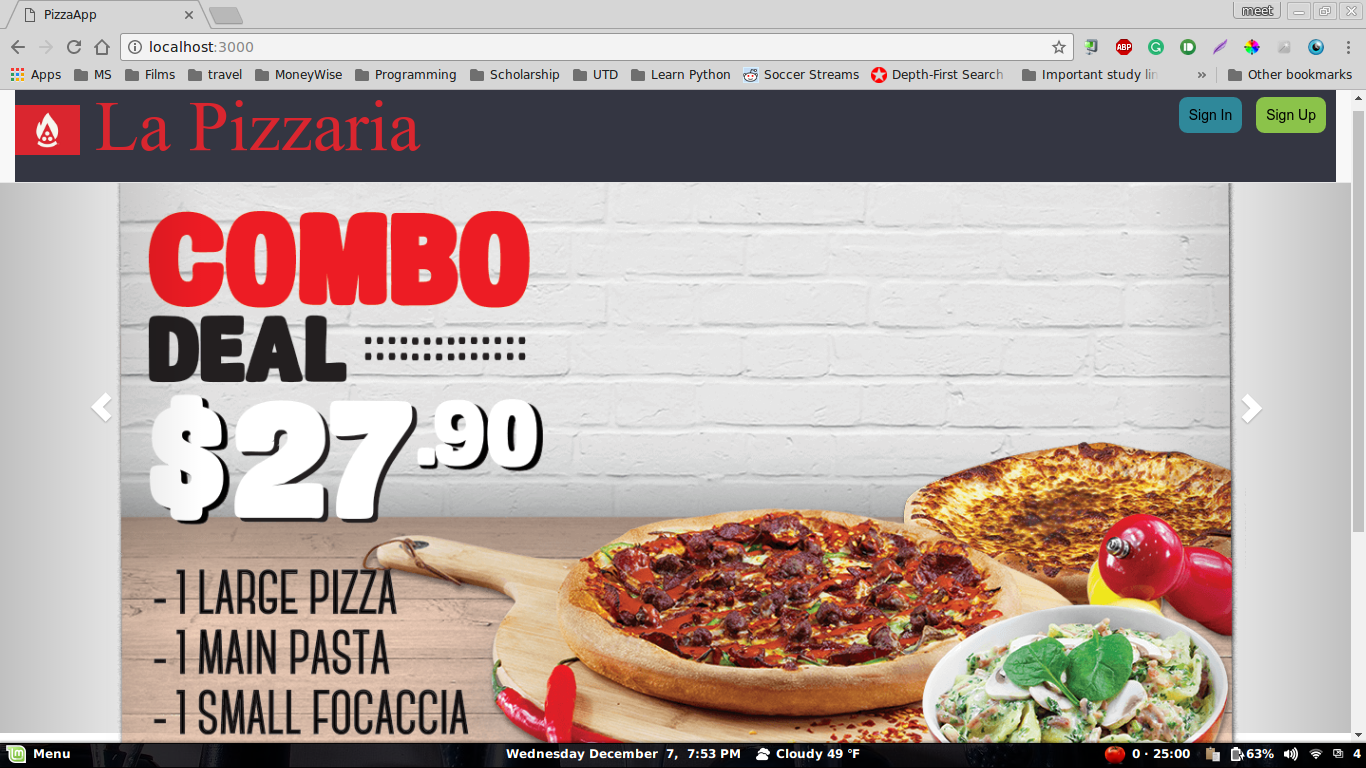 PizzaApp
meet
localhost:3000
ABP
Apps
MS
Films
travel
MoneyWise
Programming
Scholarship
UTD
Learn Python
Soccer Streams
Depth-First Search
Important study lin
»
Other bookmarks
La Pizzaria
Sign In
Sign Up
COMBO
DEAL
$27.90
- 1 LARGE PIZZA
- 1 MAIN PASTA
- 1 SMALL FOCACCIA
Menu
Wednesday December 7, 7:53 PM
Cloudy 49 °F
0 · 25:00
63%
4